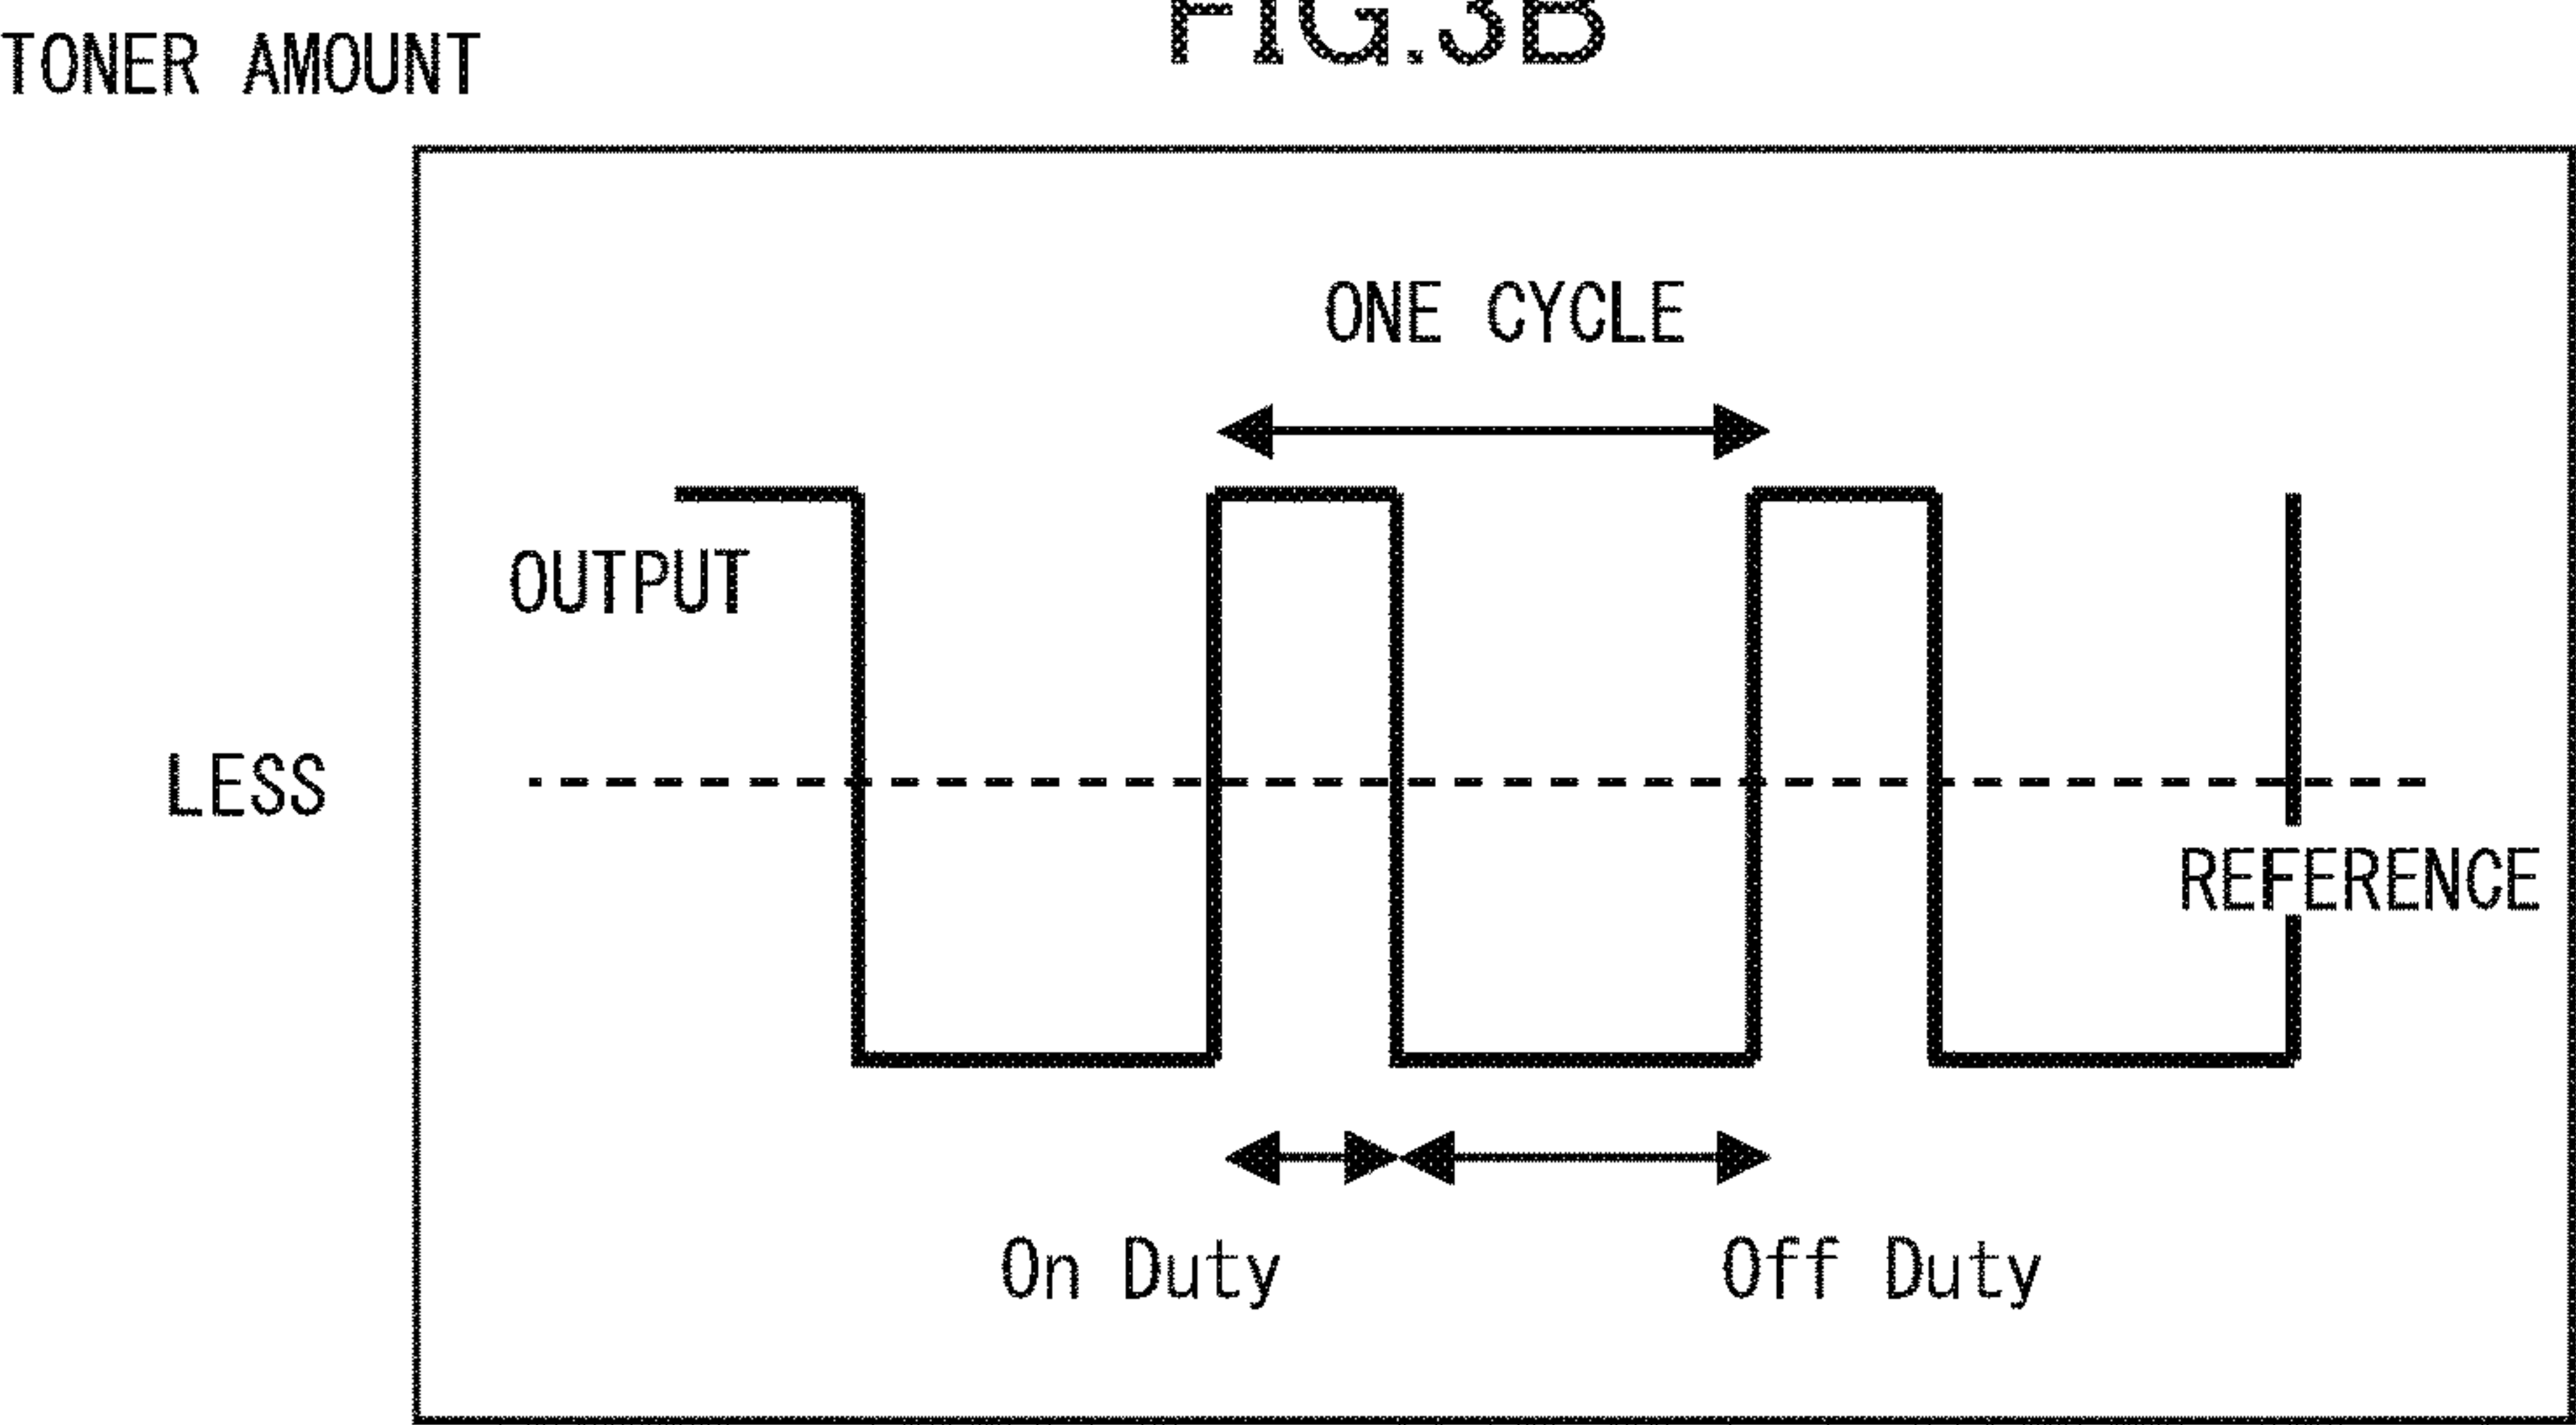 FIG.3B
TONER AMOUNT
ONE CYCLE
OUTPUT
LESS
REFERENCE
On Duty
Off Duty